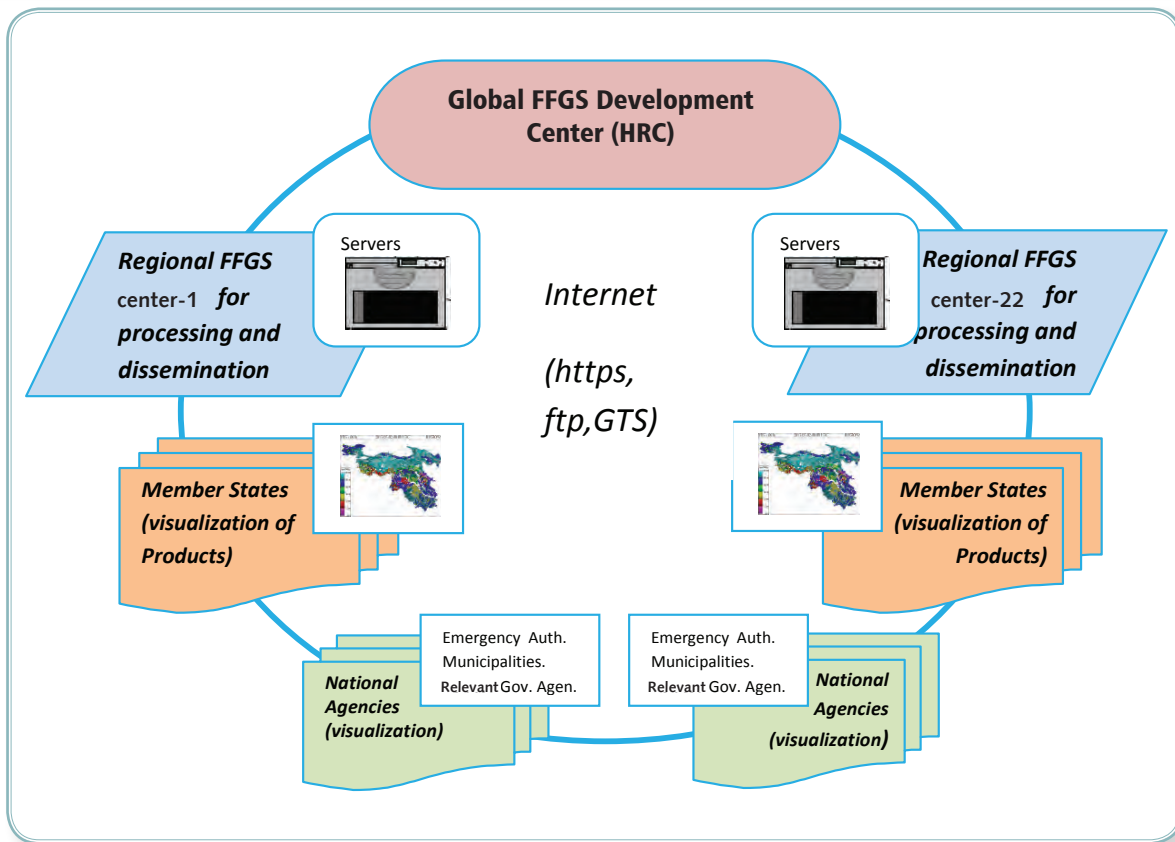 Global FFGS Development
Center (HRC)
Servers
Regional FFGS
center-1 for
processing and
dissemination
Internet
(https,
ftp,GTS)
Servers
Regional FFGS
center-22 for
processing and
dissemination
Member States
(visualization of
Products)
Member States
(visualization of
Products)
Emergency Auth.
Municipalities.
Relevant Gov. Agen.
National
Agencies
(visualization)
Emergency Auth.
Municipalities.
Relevant Gov. Agen.
National
Agencies
(visualization)